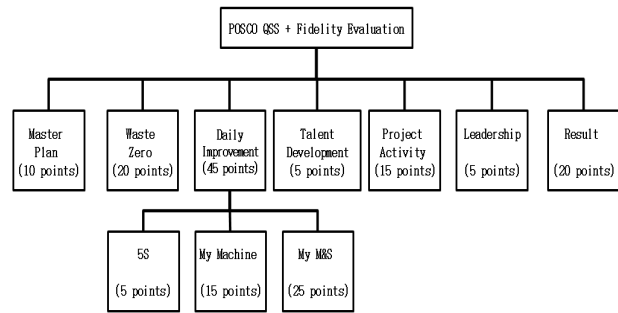 POSCO QSS + Fidelity Evaluation
Master
Plan
(10 points)
Waste
Zero
(20 points)
Daily
Improvement
(45 points)
Talent
Development
(5 points)
Project
Activity
(15 points)
Leadership
(5 points)
Result
(20 points)
5S
(5 points)
My Machine
(15 points)
My M&S
(25 points)